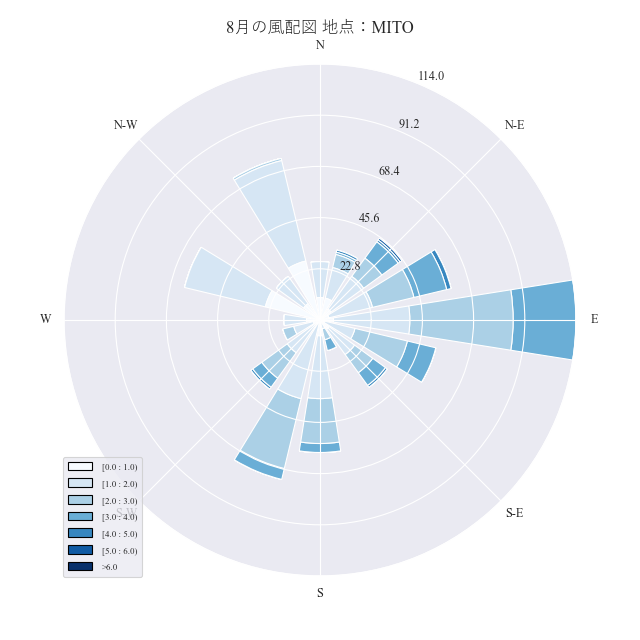 8月の風配図 地点：MITO
N
114.0
N-W
91.2
N-E
68.4
45.6
22.8
W
E
[0.0 : 1.0)
[1.0 : 2.0)
[2.0 : 3.0)
[3.0 : 4.0)
[4.0 : 5.0)
[5.0 : 6.0)
>6.0
S-W
S-E
S